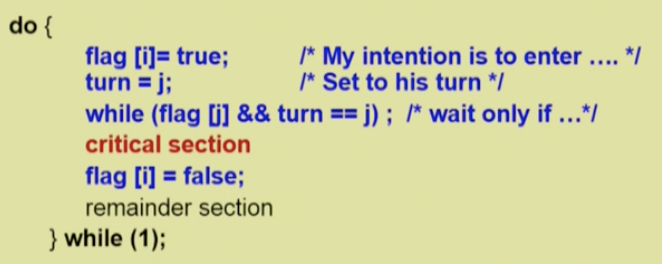 do {
flag [i]= true; /* My intention is to enter .... */
turn = j; /* Set to his turn */
while (flag [j] && turn == j) ; /* wait only if ...*/
critical section
flag [i] = false;
remainder section
} while (1);